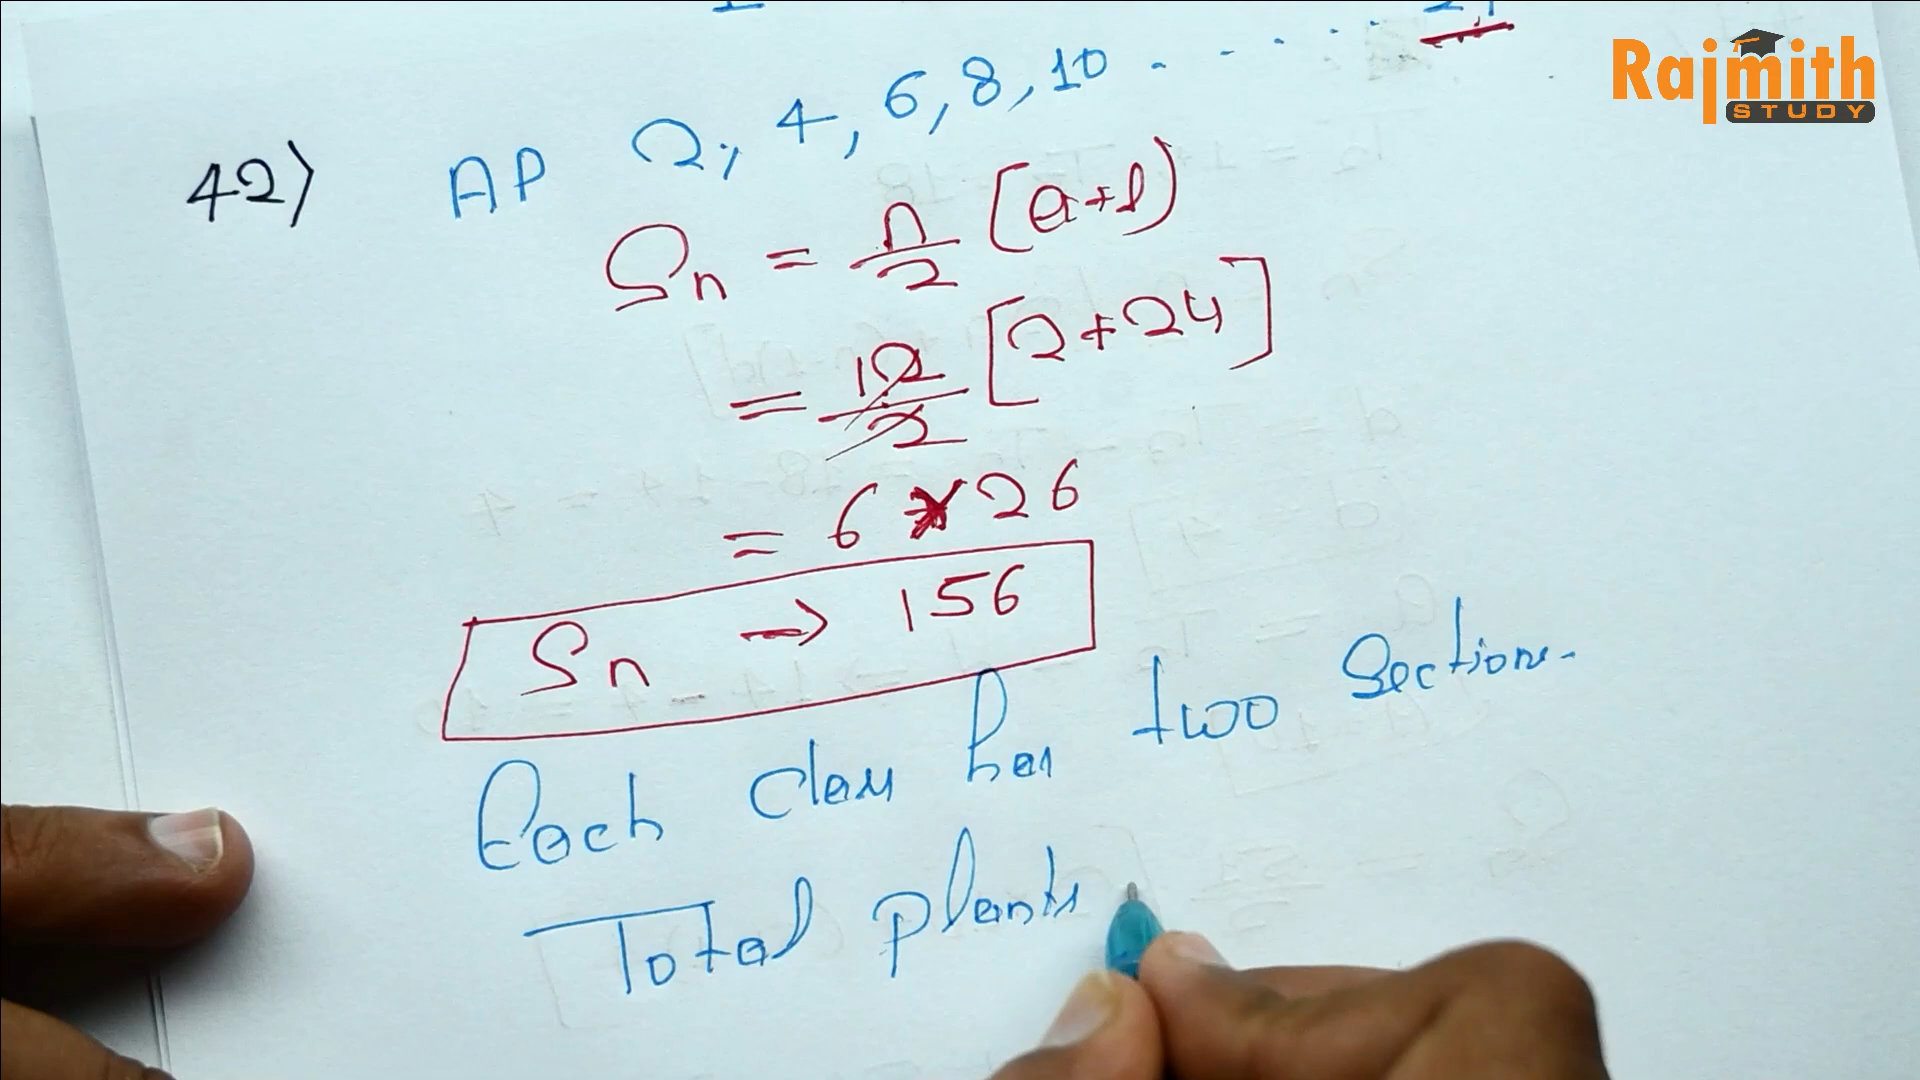 Rajmith
STUDY
42) AP 2, 4, 6, 8, 10 - - - . . . 24
Sn = n/2 [a+l)
= 12/2 [2+24]
= 6 * 26
Sn → 156
Each class has two Sections.
Total plants